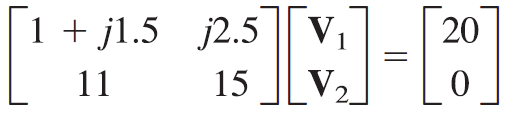 [1 + j1.5 j2.5] [V₁] = [20]
[11 15] [V₂] [0]